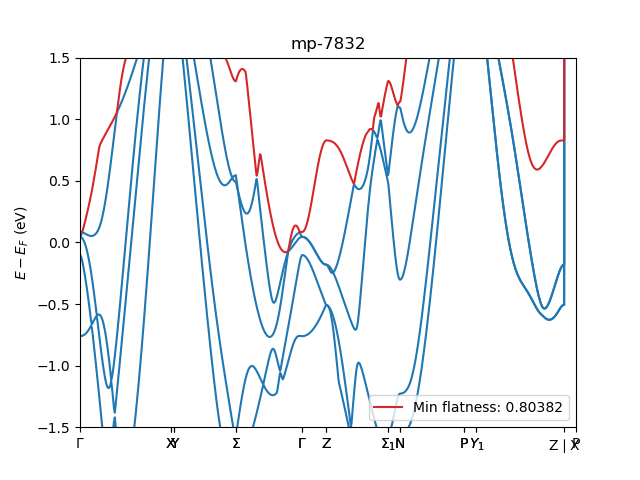 mp-7832
E − E_F (eV)
1.5
1.0
0.5
0.0
−0.5
−1.0
−1.5
Min flatness: 0.80382
Γ X Y Σ Γ Z Σ₁ N P Y₁ Z | X P